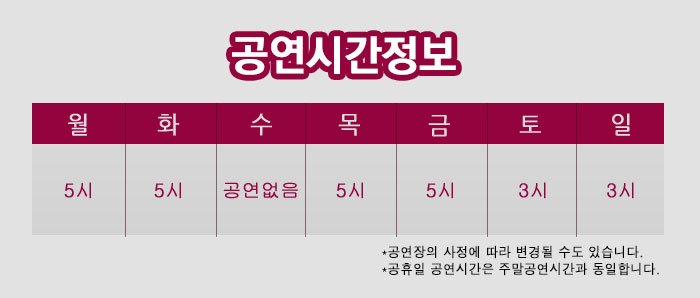 공연시간정보
월 화 수 목 금 토 일
5시 5시 공연없음 5시 5시 3시 3시
*공연장의 사정에 따라 변경될 수도 있습니다.
*공휴일 공연시간은 주말공연시간과 동일합니다.